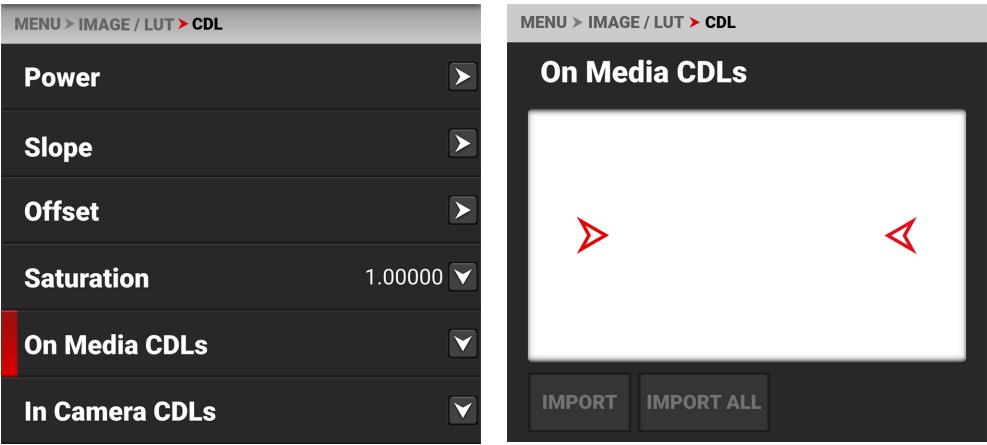 MENU > IMAGE / LUT > CDL
Power
Slope
Offset
Saturation 1.00000
On Media CDLs
In Camera CDLs
MENU > IMAGE / LUT > CDL
On Media CDLs
IMPORT
IMPORT ALL